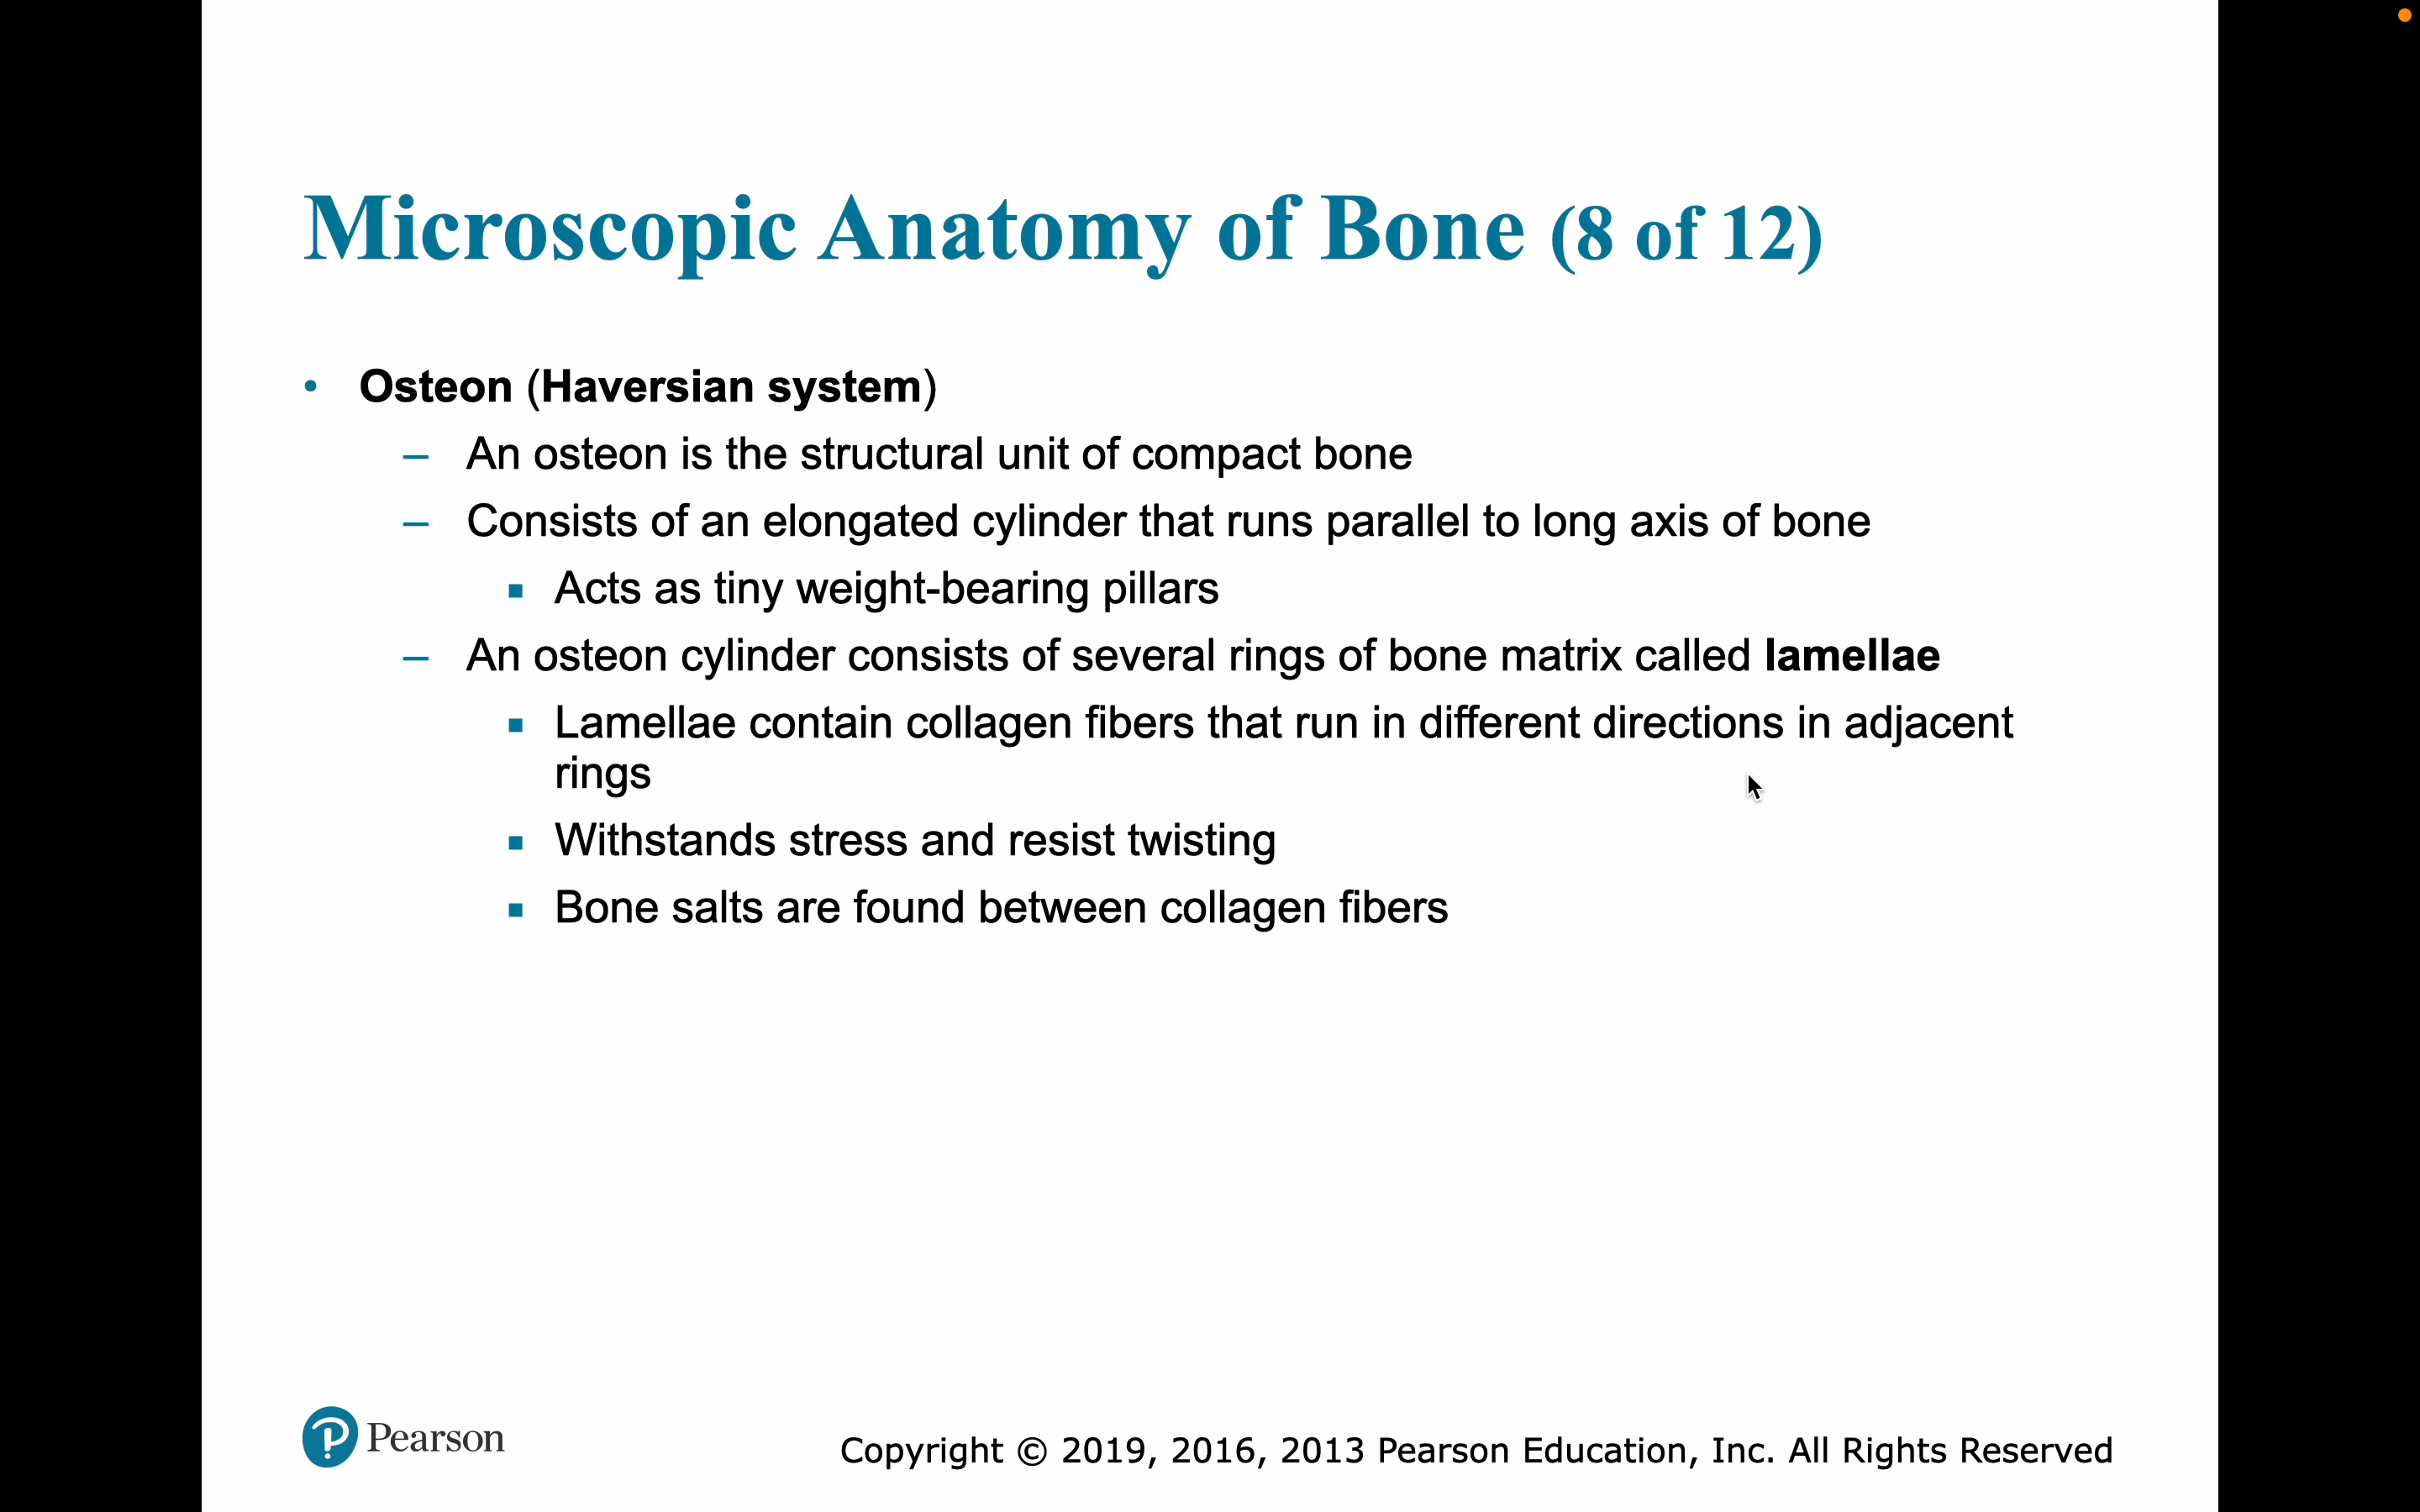 Microscopic Anatomy of Bone (8 of 12)
• Osteon (Haversian system)
– An osteon is the structural unit of compact bone
– Consists of an elongated cylinder that runs parallel to long axis of bone
▪ Acts as tiny weight-bearing pillars
– An osteon cylinder consists of several rings of bone matrix called lamellae
▪ Lamellae contain collagen fibers that run in different directions in adjacent
rings
▪ Withstands stress and resist twisting
▪ Bone salts are found between collagen fibers
Pearson
Copyright © 2019, 2016, 2013 Pearson Education, Inc. All Rights Reserved